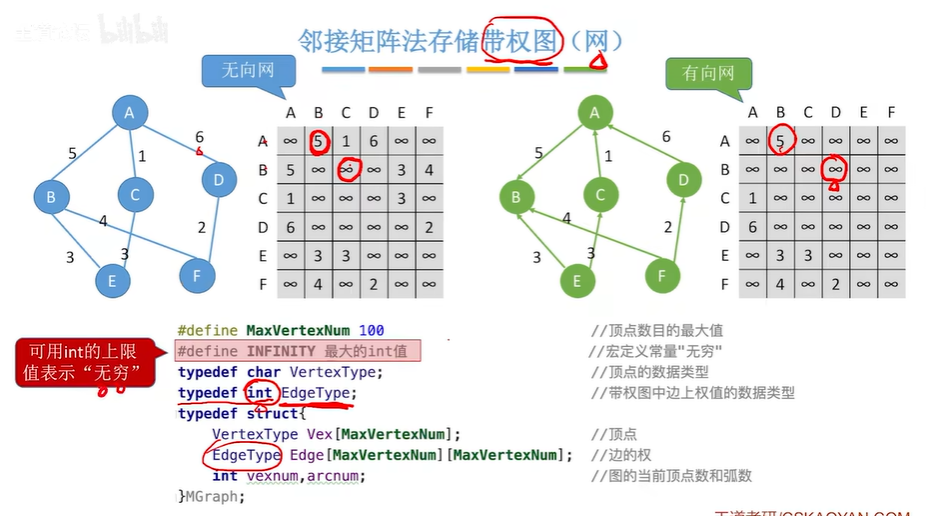 邻接矩阵法存储带权图（网）
无向网
A B C D E F
A ∞ 5 1 6 ∞ ∞
B 5 ∞ ∞ ∞ 3 4
C 1 ∞ ∞ ∞ 3 ∞
D 6 ∞ ∞ ∞ ∞ 2
E ∞ 3 3 ∞ ∞ ∞
F ∞ 4 ∞ 2 ∞ ∞
A
5 1 6
B C D
4 2
3 3
E F
有向网
A B C D E F
A ∞ 5 ∞ ∞ ∞ ∞
B ∞ ∞ ∞ ∞ ∞ ∞
C 1 ∞ ∞ ∞ ∞ ∞
D 6 ∞ ∞ ∞ ∞ ∞
E ∞ 3 3 ∞ ∞ ∞
F ∞ 4 ∞ 2 ∞ ∞
A
5 1 6
B C D
4 2
3 3
E F
可用int的上限
值表示“无穷”
#define MaxVertexNum 100 //顶点数目的最大值
#define INFINITY 最大的int值 //宏定义常量"无穷"
typedef char VertexType; //顶点的数据类型
typedef int EdgeType; //带权图中边上权值的数据类型
typedef struct{
VertexType Vex[MaxVertexNum]; //顶点
EdgeType Edge[MaxVertexNum][MaxVertexNum]; //边的权
int vexnum,arcnum; //图的当前顶点数和弧数
}MGraph;